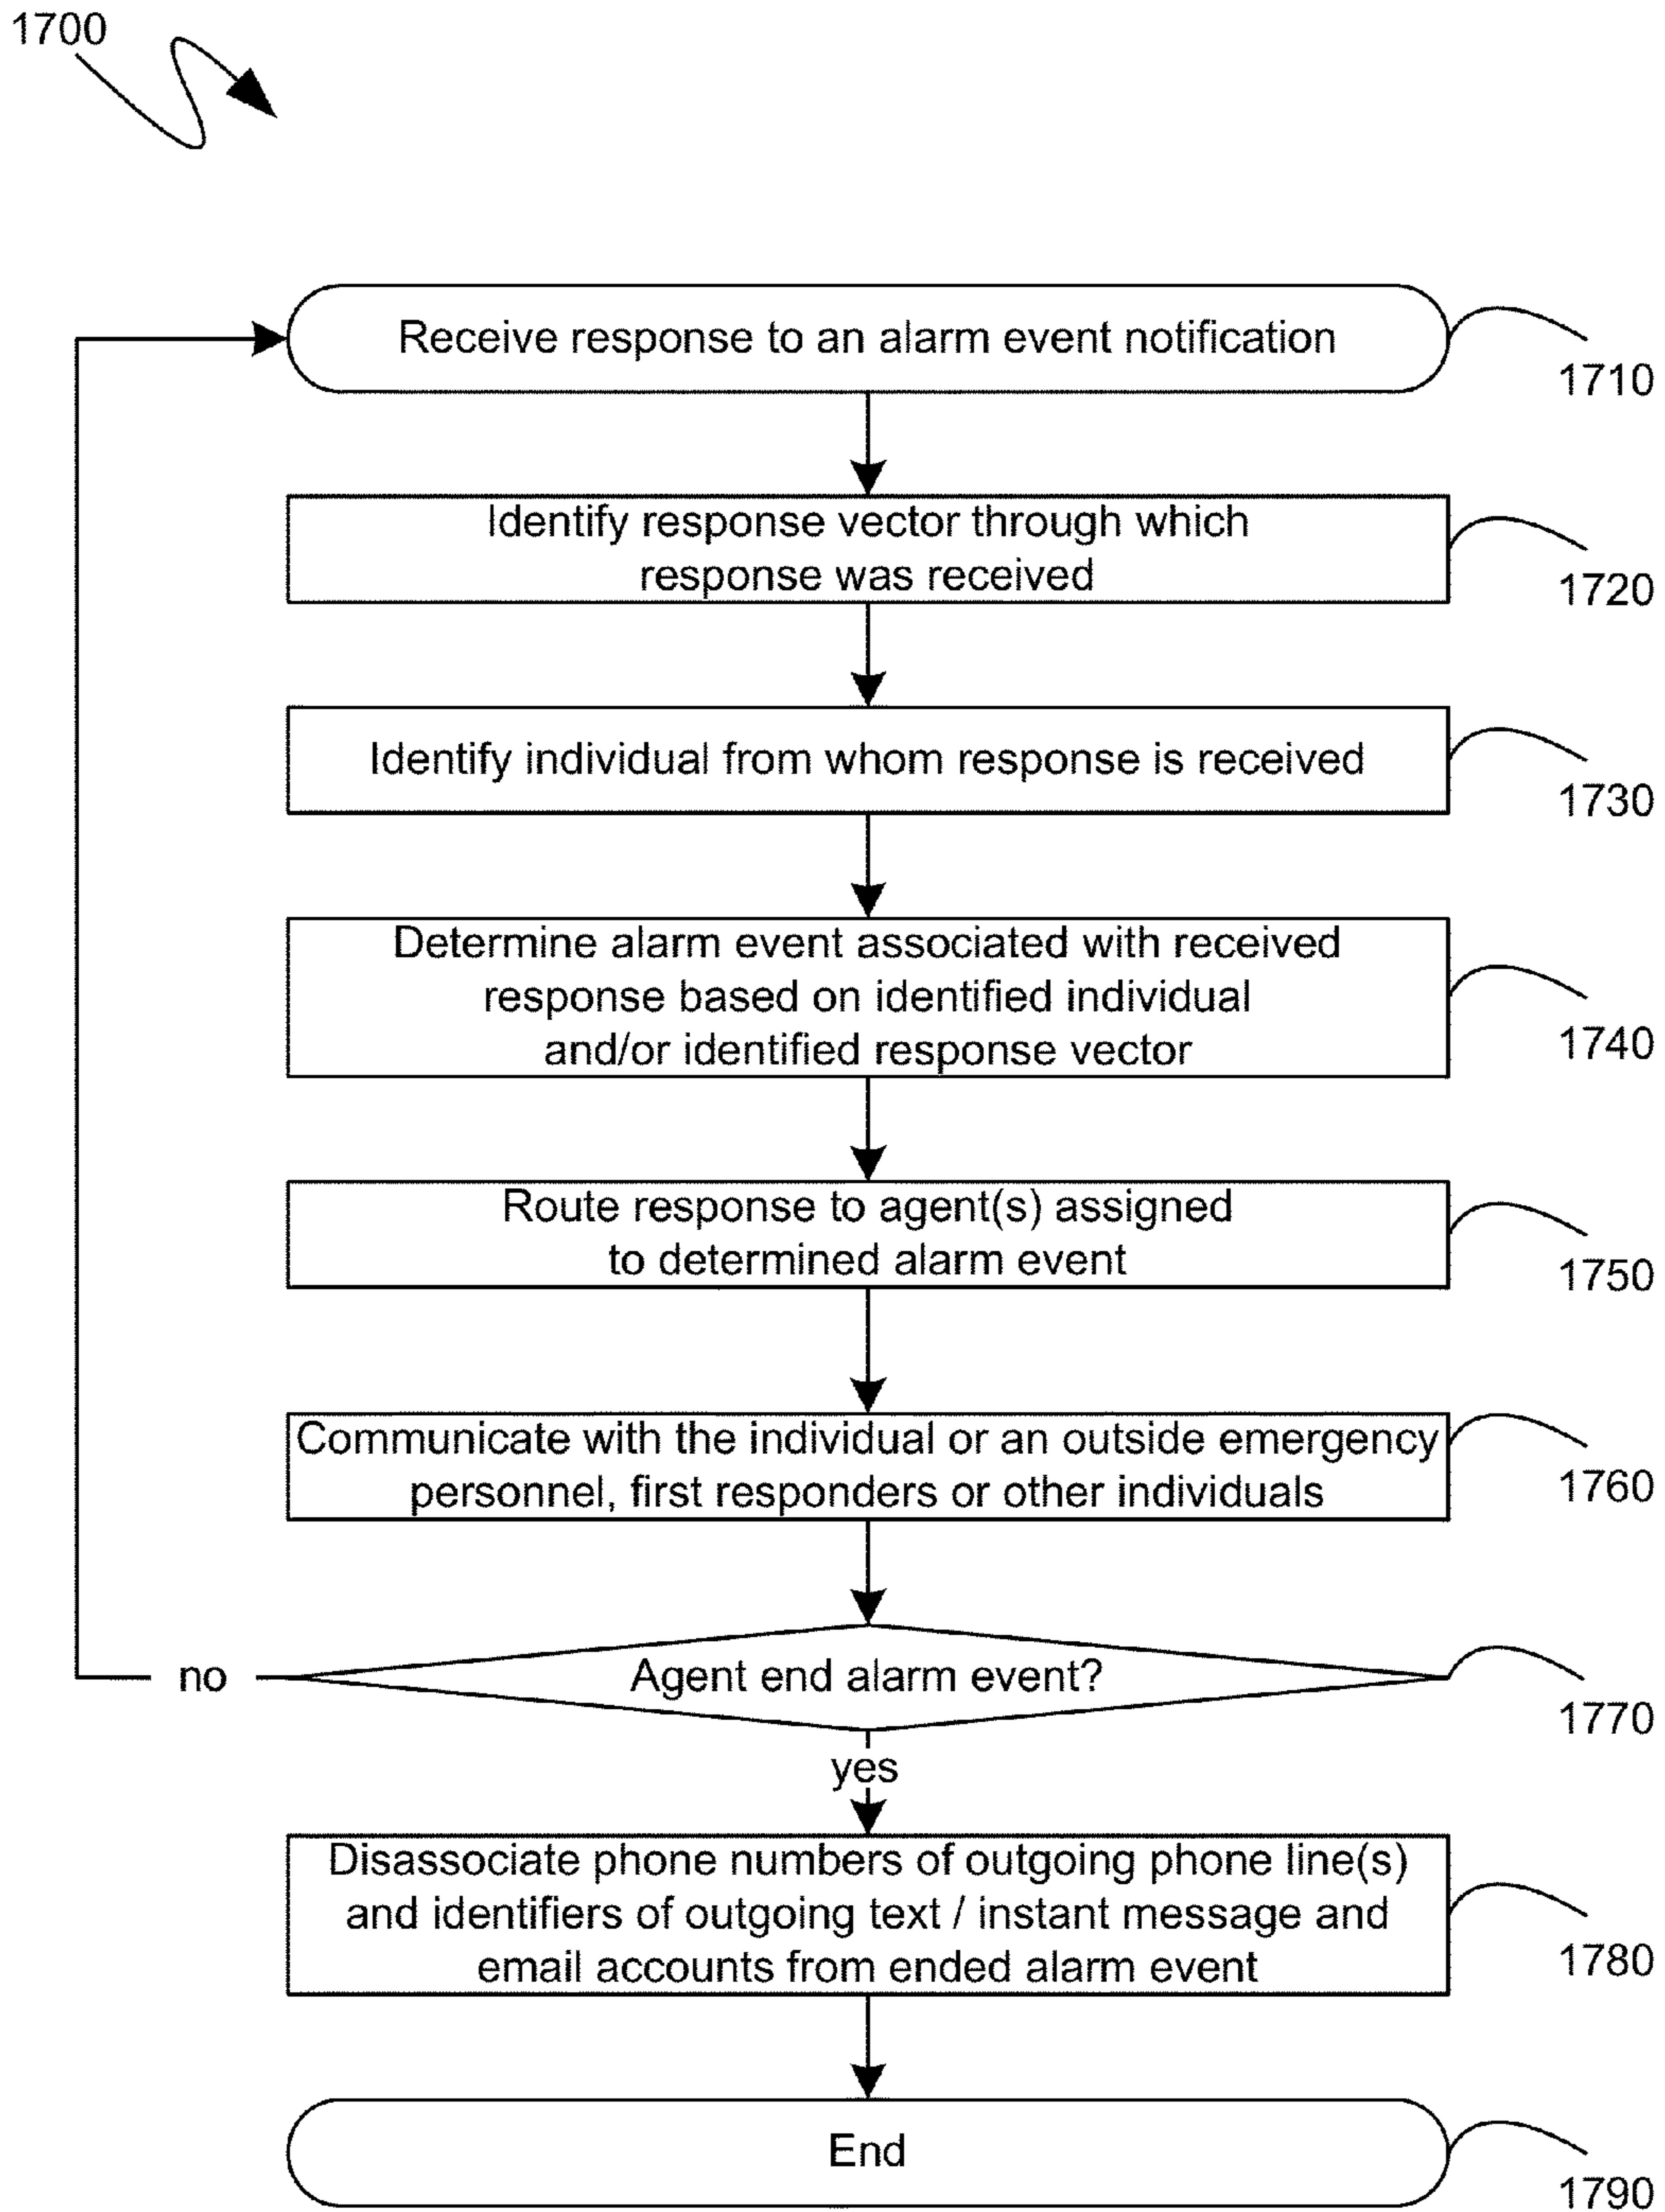 1700
Receive response to an alarm event notification
1710
Identify response vector through which
response was received
1720
Identify individual from whom response is received
1730
Determine alarm event associated with received
response based on identified individual
and/or identified response vector
1740
Route response to agent(s) assigned
to determined alarm event
1750
Communicate with the individual or an outside emergency
personnel, first responders or other individuals
1760
Agent end alarm event?
no
1770
yes
Disassociate phone numbers of outgoing phone line(s)
and identifiers of outgoing text / instant message and
email accounts from ended alarm event
1780
End
1790